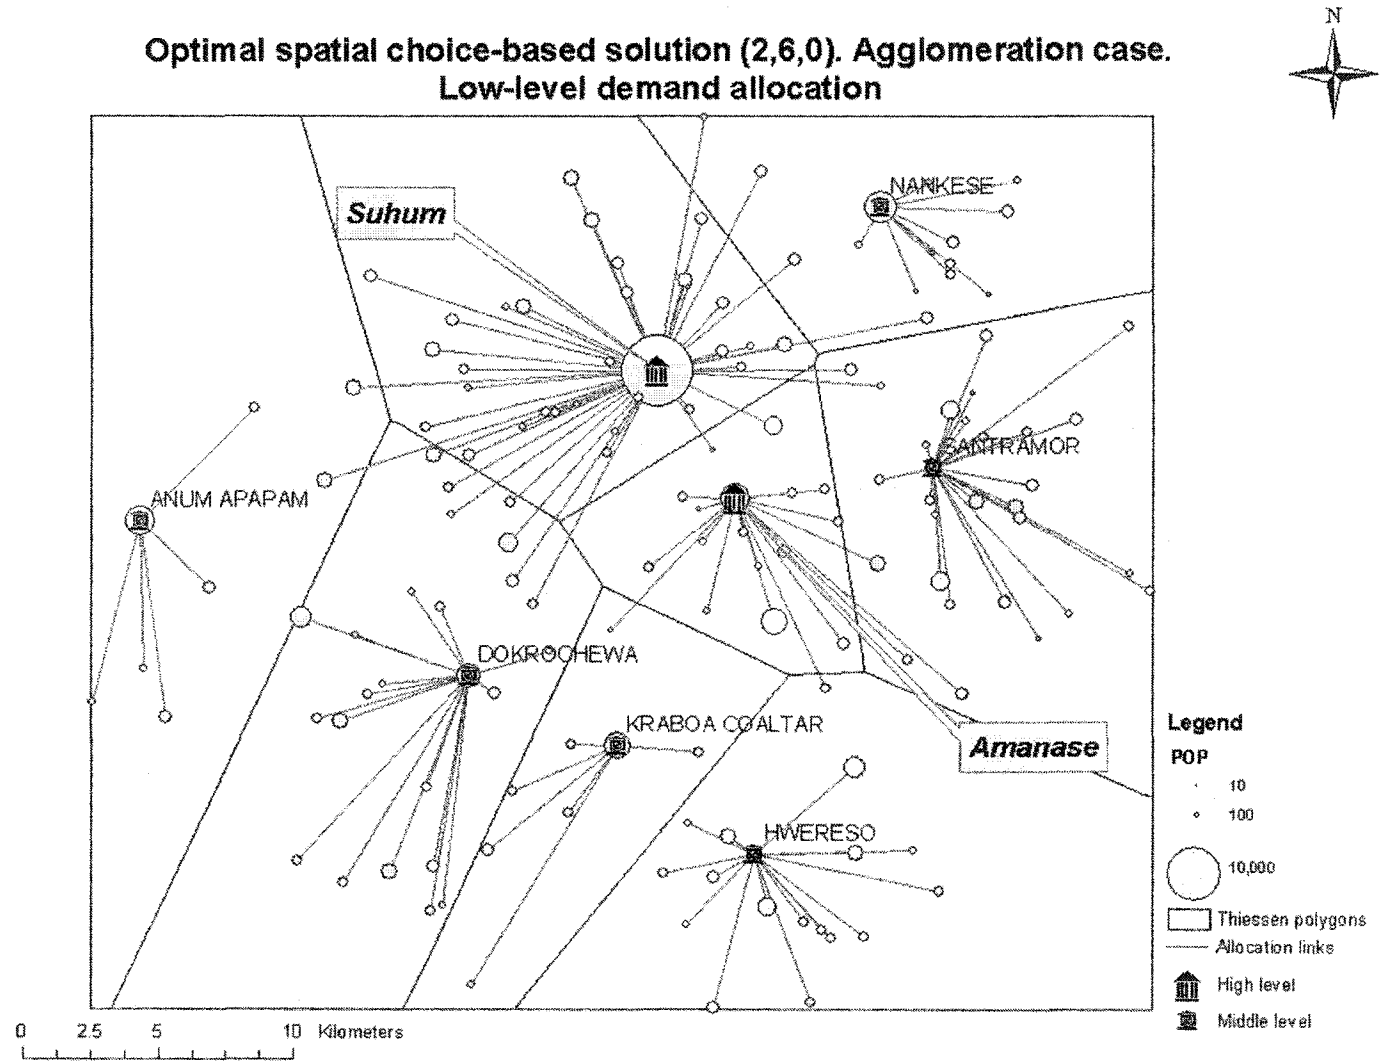 N
Optimal spatial choice-based solution (2,6,0). Agglomeration case.
Low-level demand allocation
NANKESE
Suhum
SANTRAMOR
ANUM APAPAM
DOKROCHEWA
KRABOA COALTAR
Amanase
HWERESO
Legend
POP
10
100
10,000
Thiessen polygons
Allocation links
High level
Middle level
0 2.5 5 10 Kilometers